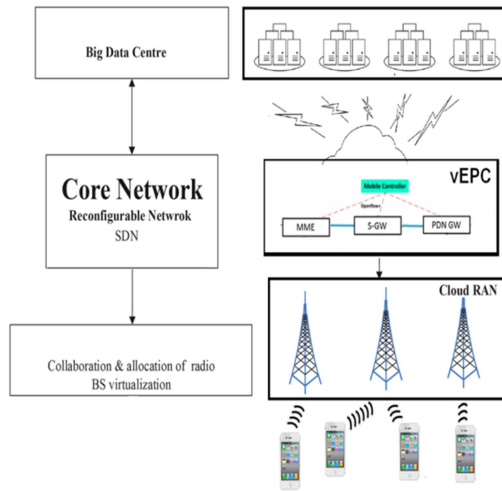 Big Data Centre
Core Network
Reconfigurable Netwrok
SDN
Collaboration & allocation of radio
BS virtualization
vEPC
Mobile Controller
Openflows
MME
S-GW
PDN GW
Cloud RAN